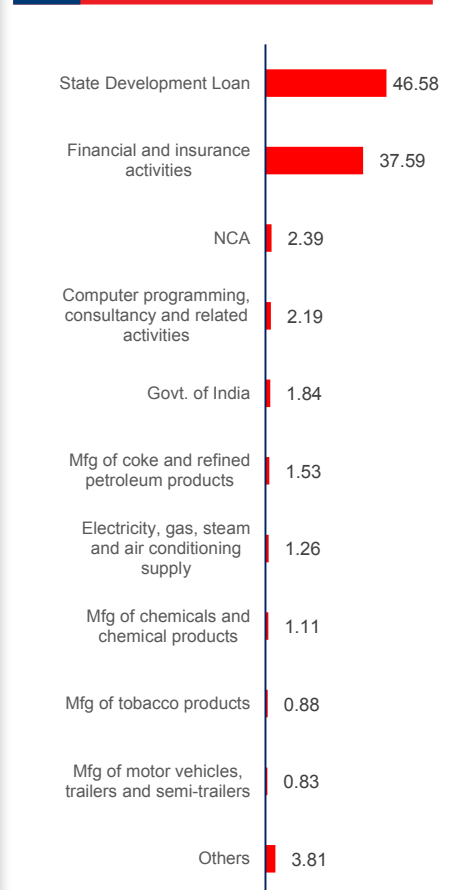 State Development Loan 46.58
Financial and insurance
activities 37.59
NCA 2.39
Computer programming,
consultancy and related
activities 2.19
Govt. of India 1.84
Mfg of coke and refined
petroleum products 1.53
Electricity, gas, steam
and air conditioning
supply 1.26
Mfg of chemicals and
chemical products 1.11
Mfg of tobacco products 0.88
Mfg of motor vehicles,
trailers and semi-trailers 0.83
Others 3.81